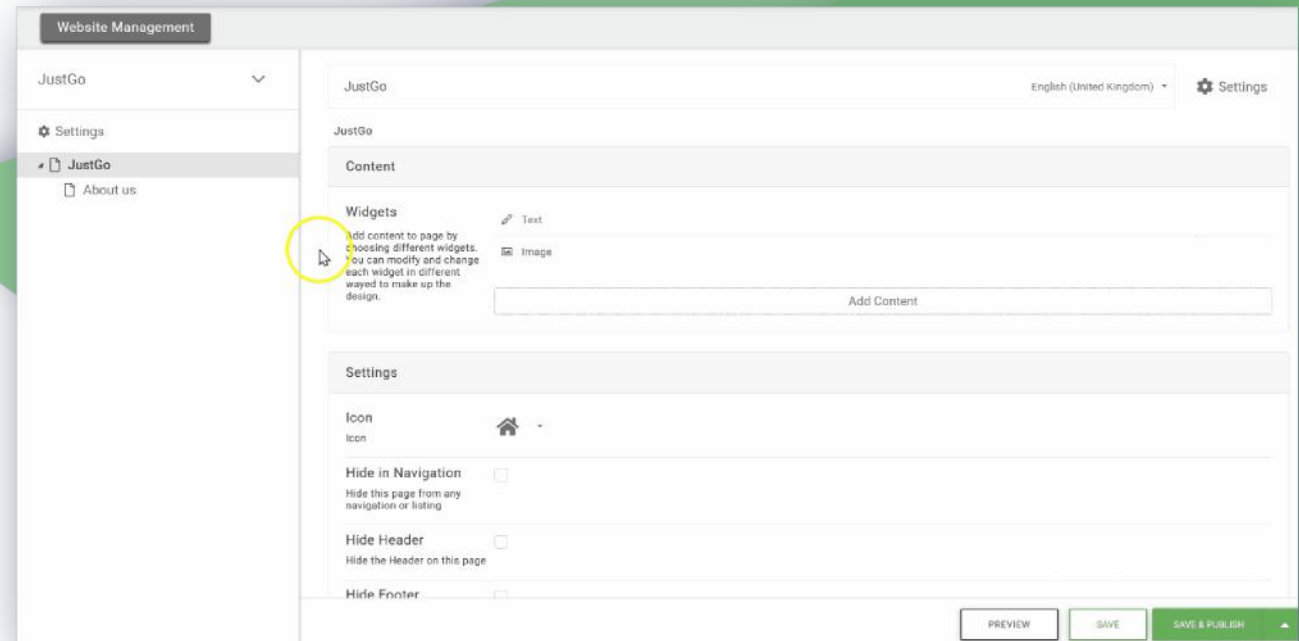 Website Management
JustGo
Settings
JustGo
About us
JustGo
English (United Kingdom)
Settings
JustGo
Content
Widgets
Add content to page by
choosing different widgets.
You can modify and change
each widget in different
wayed to make up the
design.
Text
Image
Add Content
Settings
Icon
Icon
Hide in Navigation
Hide this page from any
navigation or listing
Hide Header
Hide the Header on this page
Hide Footer
PREVIEW
SAVE
SAVE & PUBLISH